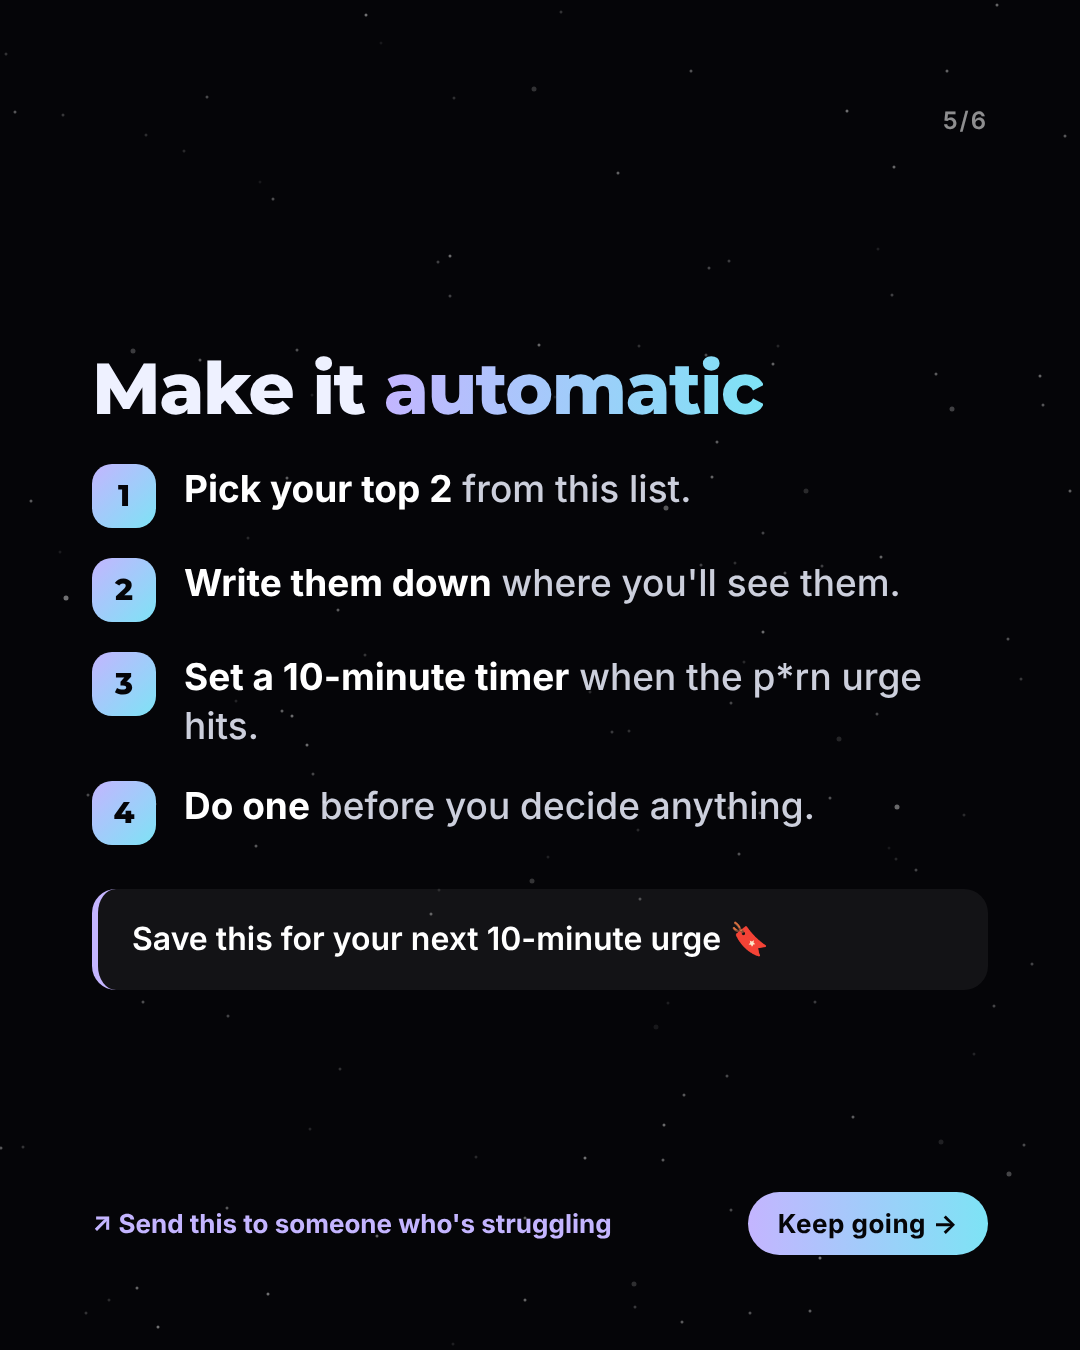 5/6
Make it automatic
1 Pick your top 2 from this list.
2 Write them down where you'll see them.
3 Set a 10-minute timer when the p*rn urge
hits.
4 Do one before you decide anything.
Save this for your next 10-minute urge 🔖
↗ Send this to someone who's struggling
Keep going →